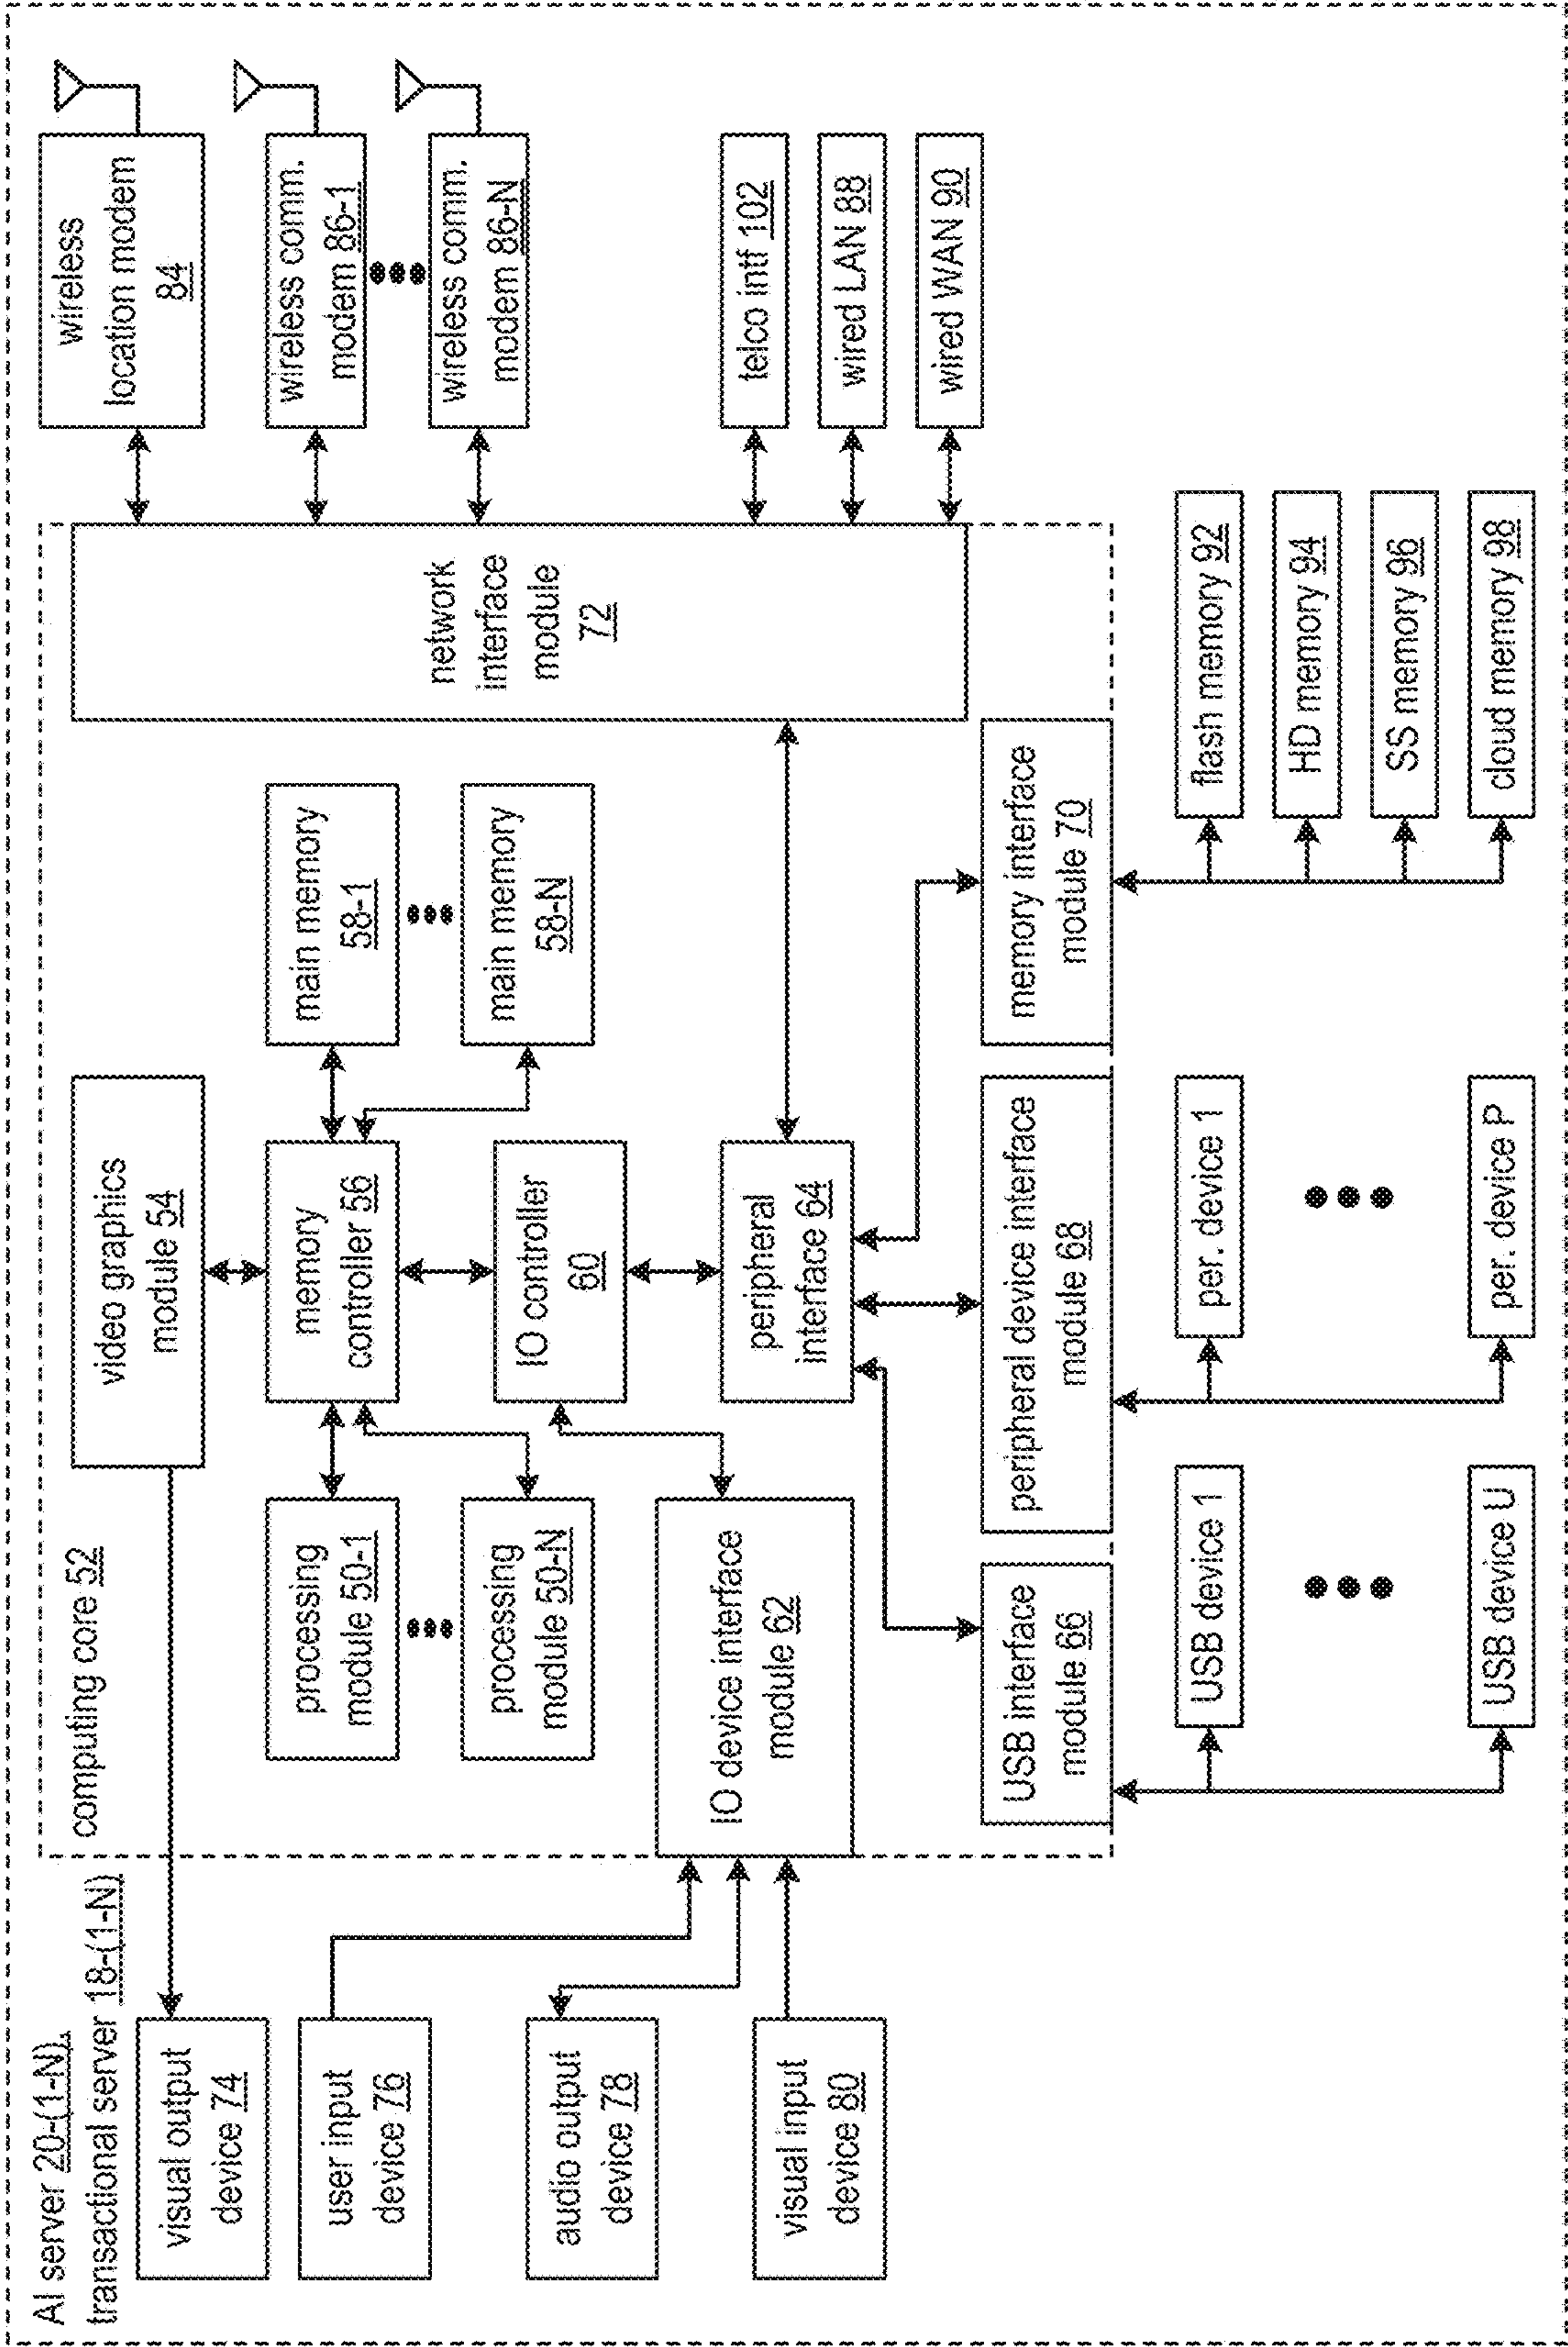 AI server 20-(1-N),
transactional server 18-(1-N)
computing core 52
visual output
device 74
user input
device 76
audio output
device 78
visual input
device 80
video graphics
module 54
processing
module 50-1
processing
module 50-N
memory
controller 56
main memory
58-1
main memory
58-N
IO controller
60
IO device interface
module 62
peripheral
interface 64
USB interface
module 66
peripheral device interface
module 68
memory interface
module 70
network
interface
module
72
wireless
location modem
84
wireless comm.
modem 86-1
wireless comm.
modem 86-N
telco intf 102
wired LAN 88
wired WAN 90
USB device 1
USB device U
per. device 1
per. device P
flash memory 92
HD memory 94
SS memory 96
cloud memory 98